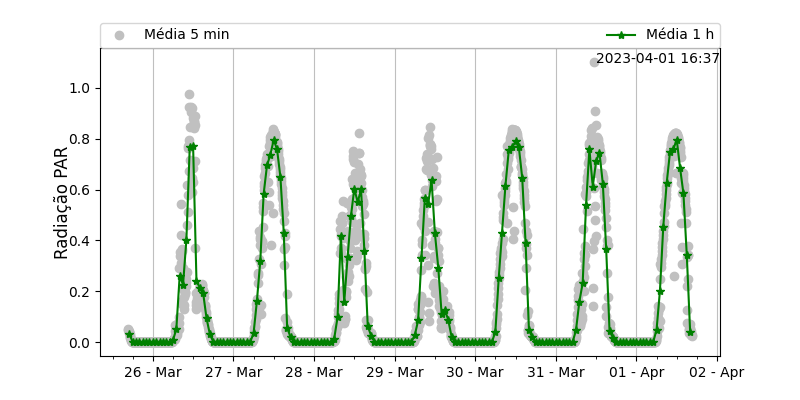 Média 5 min
Média 1 h
2023-04-01 16:37
Radiação PAR
1.0
0.8
0.6
0.4
0.2
0.0
26 - Mar
27 - Mar
28 - Mar
29 - Mar
30 - Mar
31 - Mar
01 - Apr
02 - Apr